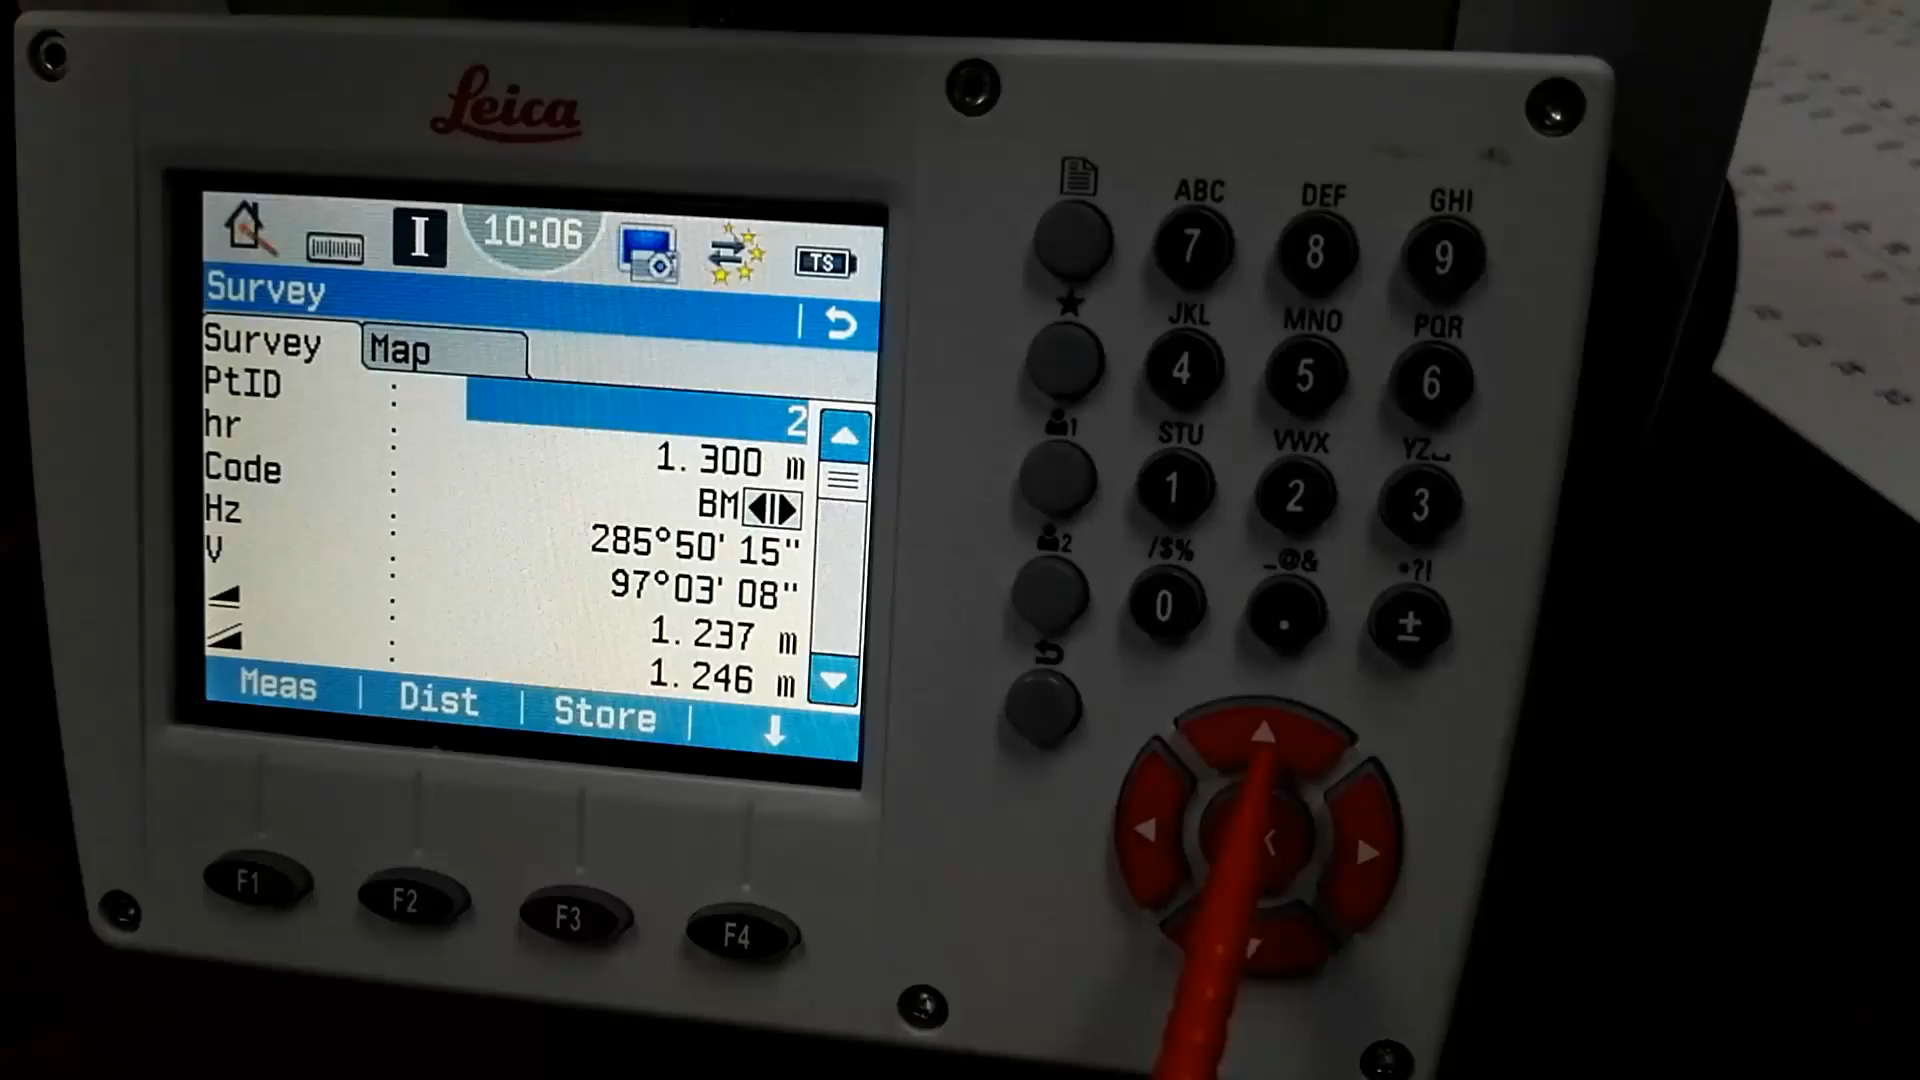 Leica
I 10:06 TS
Survey
Survey Map
PtID : 2
hr : 1.300 m
Code : BM
Hz : 285°50' 15"
V : 97°03' 08"
: 1.237 m
: 1.246 m
Meas | Dist | Store |
F1 F2 F3 F4
ABC DEF GHI
7 8 9
JKL MNO PQR
4 5 6
1 STU VWX YZ⎵
1 2 3
2 /$% _@& *?!
0 . ±